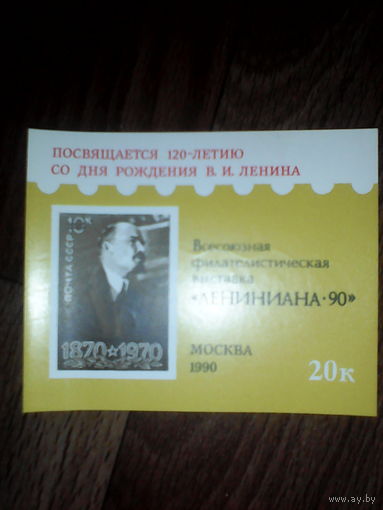 ПОСВЯЩАЕТСЯ 120-ЛЕТИЮ
СО ДНЯ РОЖДЕНИЯ В. И. ЛЕНИНА
10к
ПОЧТА СССР
1870☆1970
Всесоюзная
филателистическая
выставка
«ЛЕНИНИАНА·90»
МОСКВА
1990
20к
www.ay.by